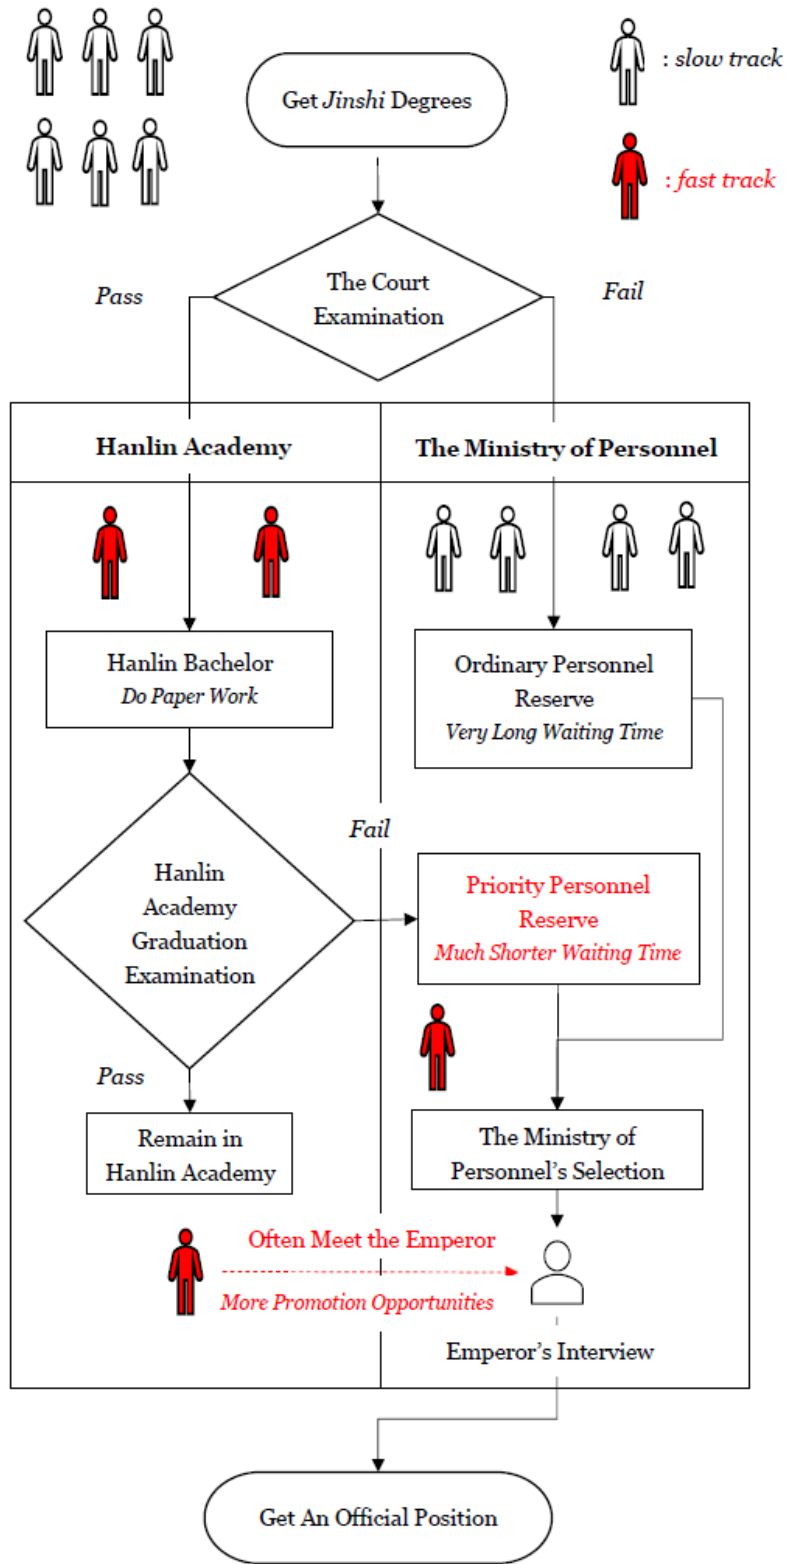 : slow track
Get Jinshi Degrees
: fast track
The Court
Examination
Pass
Fail
Hanlin Academy
The Ministry of Personnel
Hanlin Bachelor
Do Paper Work
Ordinary Personnel
Reserve
Very Long Waiting Time
Fail
Hanlin
Academy
Graduation
Examination
Priority Personnel
Reserve
Much Shorter Waiting Time
Pass
Remain in
Hanlin Academy
The Ministry of
Personnel's Selection
Often Meet the Emperor
More Promotion Opportunities
Emperor's Interview
Get An Official Position